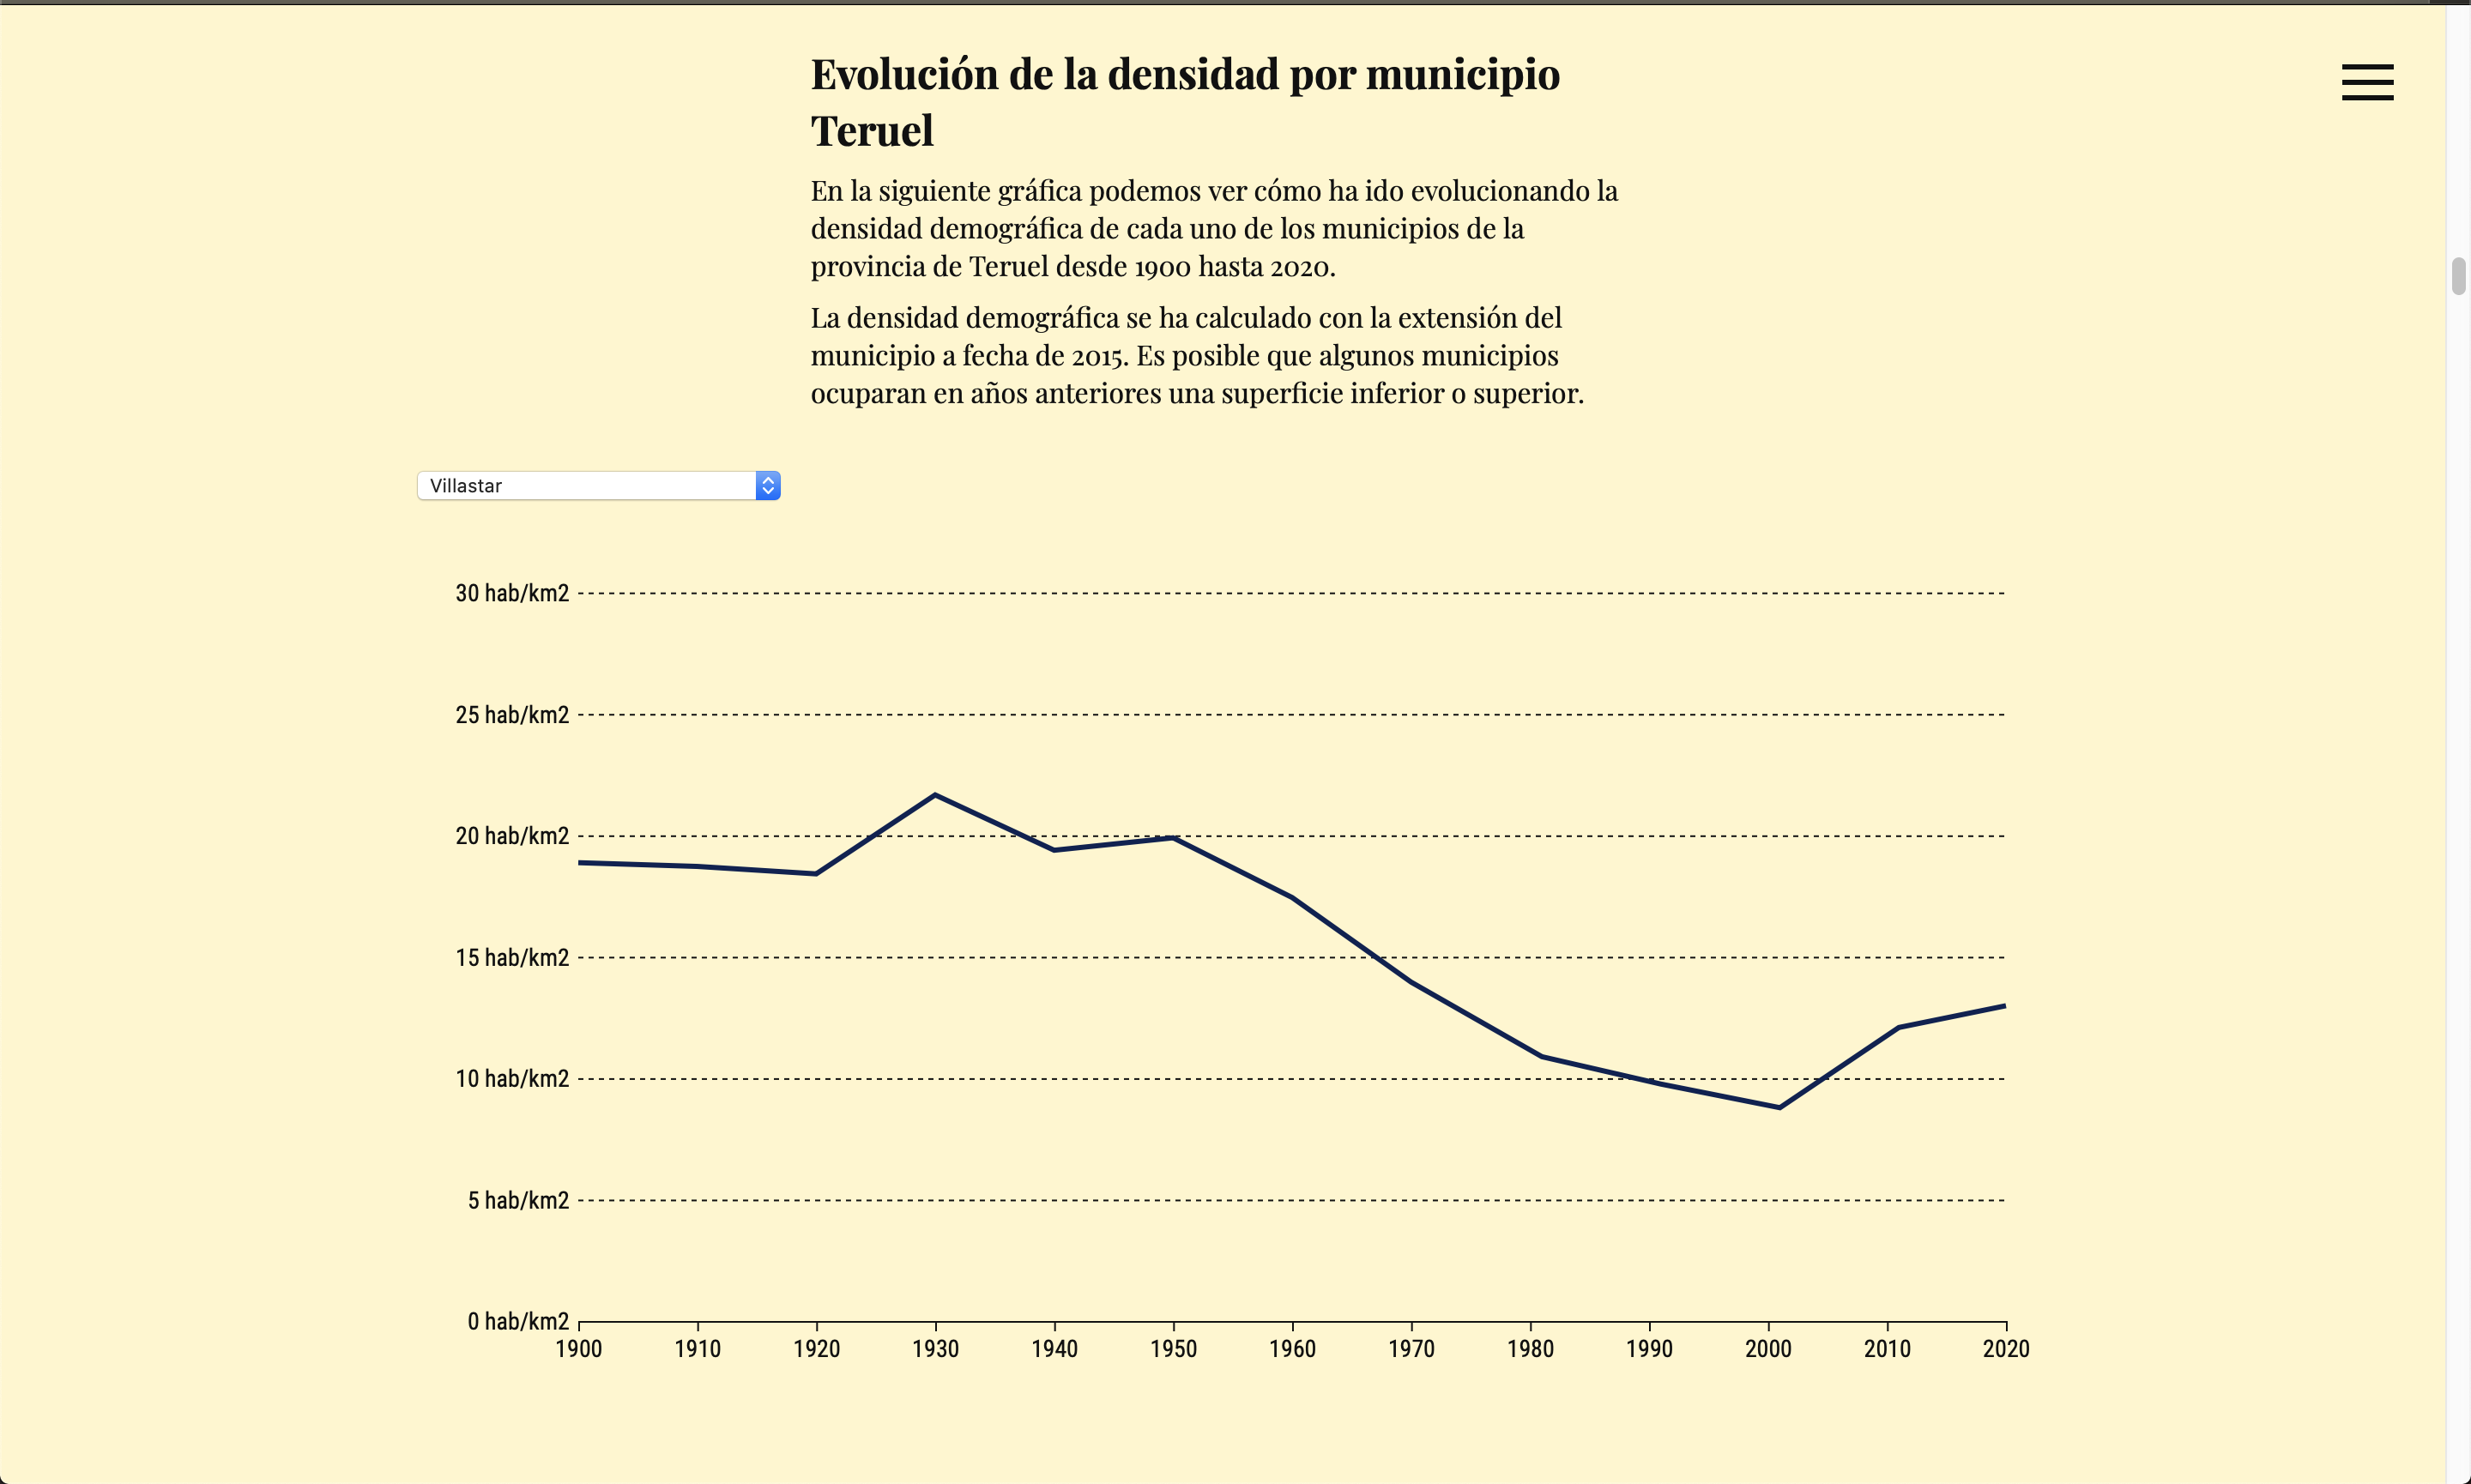 Evolución de la densidad por municipio
Teruel
En la siguiente gráfica podemos ver cómo ha ido evolucionando la
densidad demográfica de cada uno de los municipios de la
provincia de Teruel desde 1900 hasta 2020.
La densidad demográfica se ha calculado con la extensión del
municipio a fecha de 2015. Es posible que algunos municipios
ocuparan en años anteriores una superficie inferior o superior.
Villastar
30 hab/km2
25 hab/km2
20 hab/km2
15 hab/km2
10 hab/km2
5 hab/km2
0 hab/km2
1900 1910 1920 1930 1940 1950 1960 1970 1980 1990 2000 2010 2020